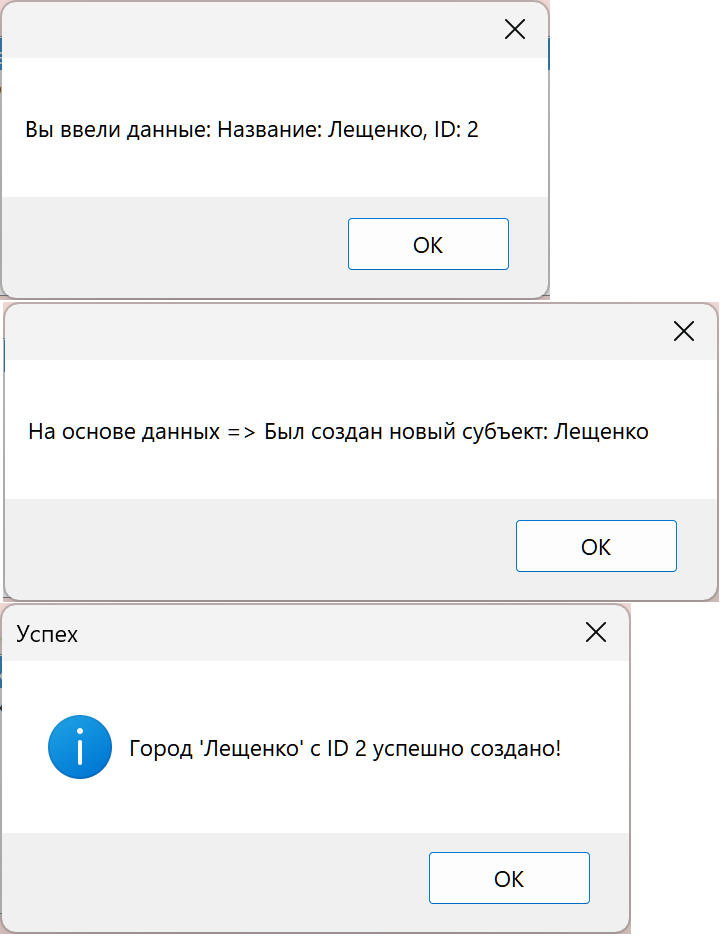 Вы ввели данные: Название: Лещенко, ID: 2
OK
На основе данных => Был создан новый субъект: Лещенко
OK
Успех
Город 'Лещенко' с ID 2 успешно создано!
OK